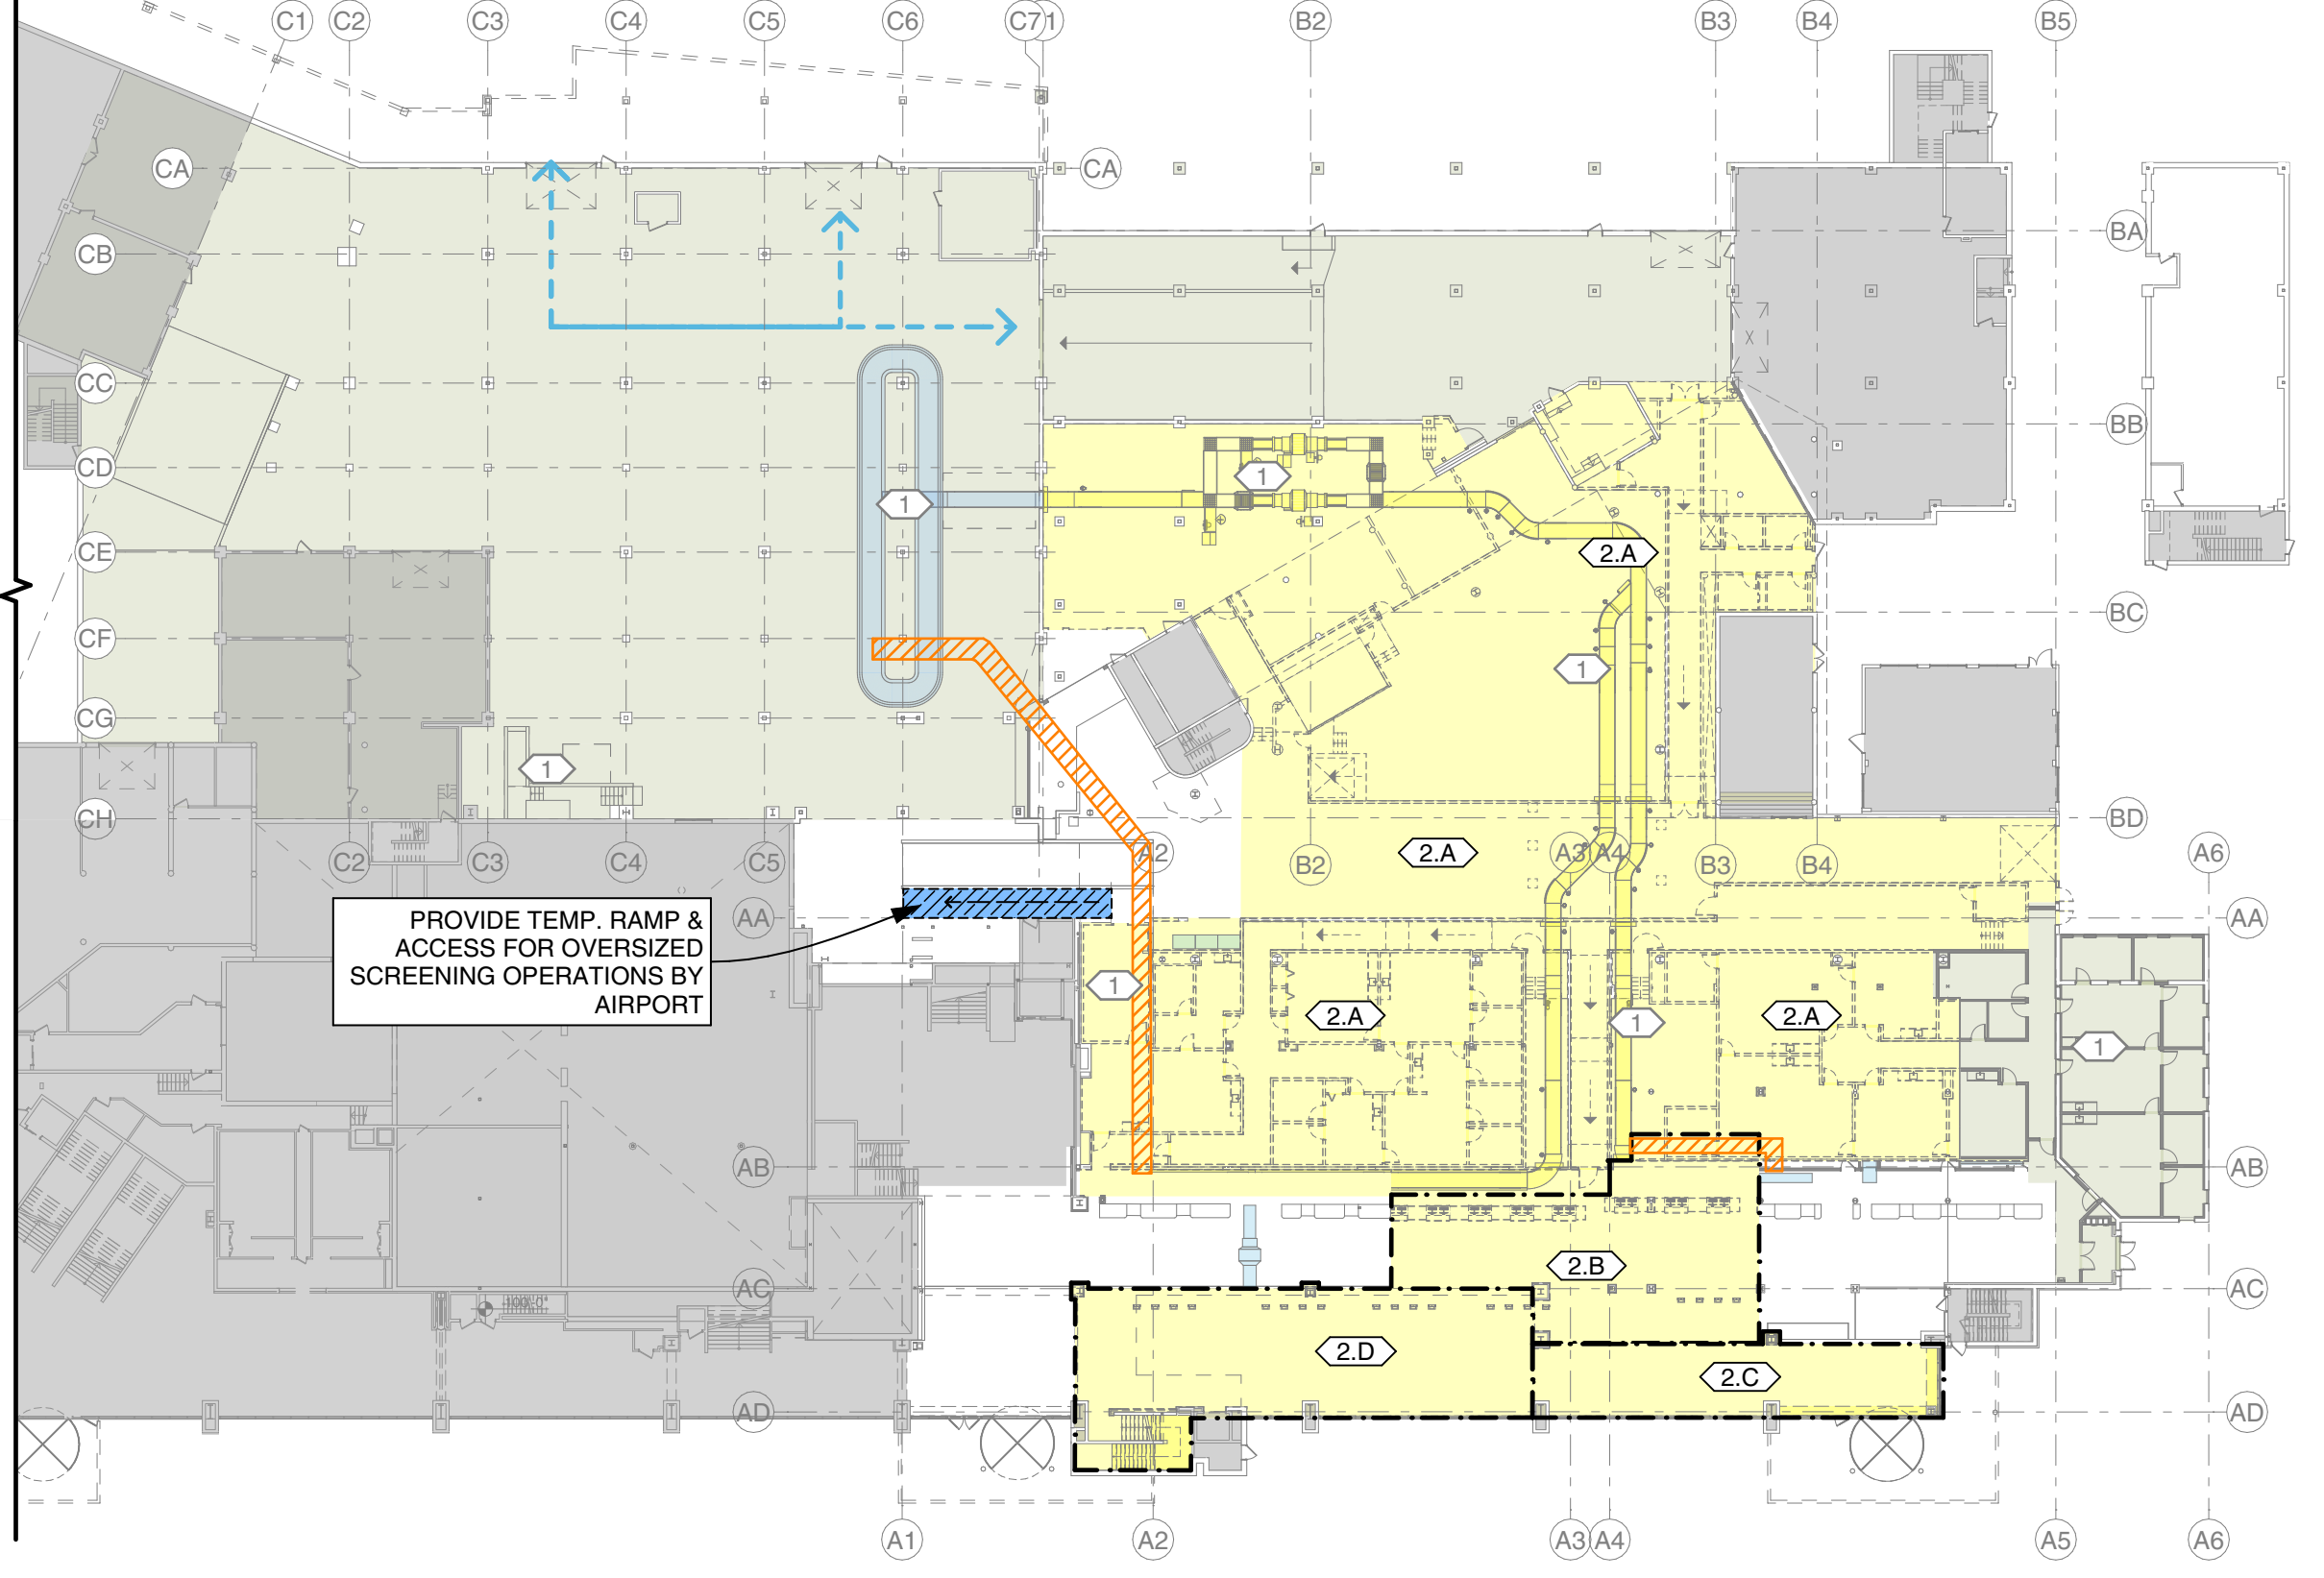 C1
C2
C3
C4
C5
C6
C7
1
B2
B3
B4
B5
CA
CA
CB
BA
CC
BB
CD
1
1
CE
2.A
BC
CF
1
CG
1
CH
BD
C2
C3
C4
C5
A2
B2
2.A
A3
A4
B3
B4
A6
PROVIDE TEMP. RAMP &
ACCESS FOR OVERSIZED
SCREENING OPERATIONS BY
AIRPORT
AA
AA
1
2.A
1
2.A
1
AB
AB
2.B
AC
AC
100'-0"
2.D
2.C
AD
AD
A1
A2
A3
A4
A5
A6